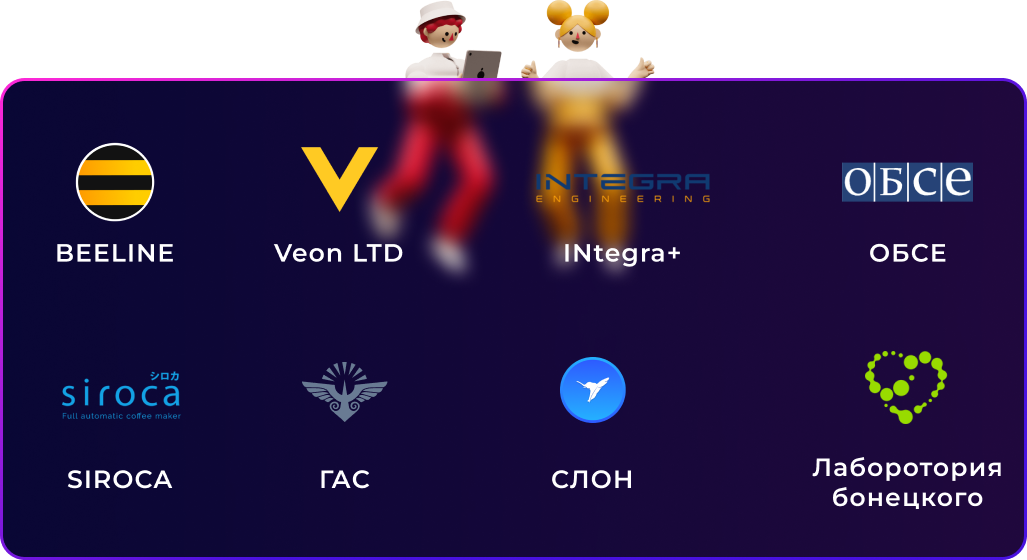 INTEGRA
ENGINEERING
ОБСЕ
BEELINE
Veon LTD
INtegra+
ОБСЕ
シロカ
siroca
Full automatic coffee maker
SIROCA
ГАС
СЛОН
Лаборотория
бонецкого